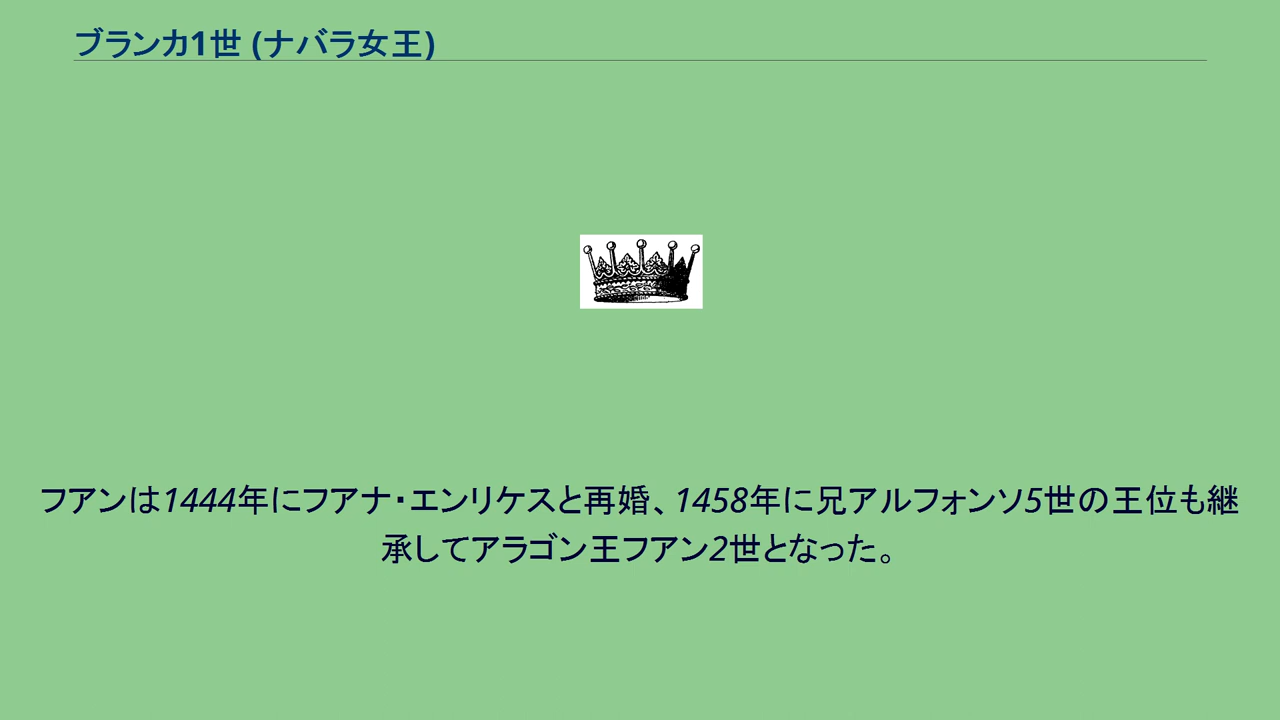 ブランカ1世 (ナバラ女王)
フアンは1444年にフアナ・エンリケスと再婚、1458年に兄アルフォンソ5世の王位も継
承してアラゴン王フアン2世となった。